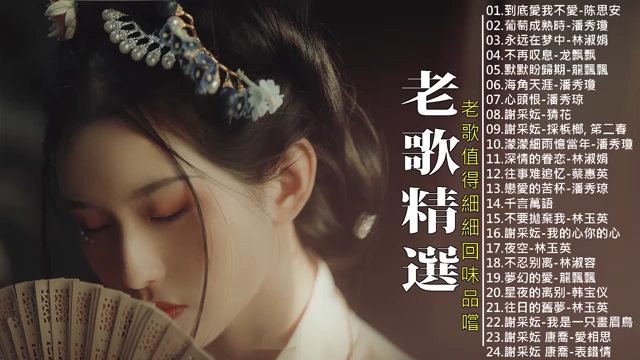 老歌精選
老歌值得細細回味品嚐
01.到底愛我不愛-陈思安
02.葡萄成熟時-潘秀瓊
03.永远在梦中-林淑娟
04.不再叹息-龙飘飘
05.默默盼歸期-龍飄飄
06.海角天涯-潘秀瓊
07.心頭恨-潘秀琼
08.謝采妘-猜花
09.謝采妘-採梹榔, 笫二春
10.濛濛細雨憶當年-潘秀瓊
11.深情的眷恋-林淑娟
12.往事难追忆-蔡惠英
13.戀愛的苦杯-潘秀琼
14.千言萬語
15.不要拋棄我-林玉英
16.謝采妘-我的心你的心
17.夜空-林玉英
18.不忍别离-林淑容
19.夢幻的愛-龍飄飄
20.星夜的离别-韩宝仪
21.往日的舊夢-林玉英
22.謝采妘-我是一只畫眉鳥
23.謝采妘 康喬-愛相思
24.謝采妘 康喬-表錯情